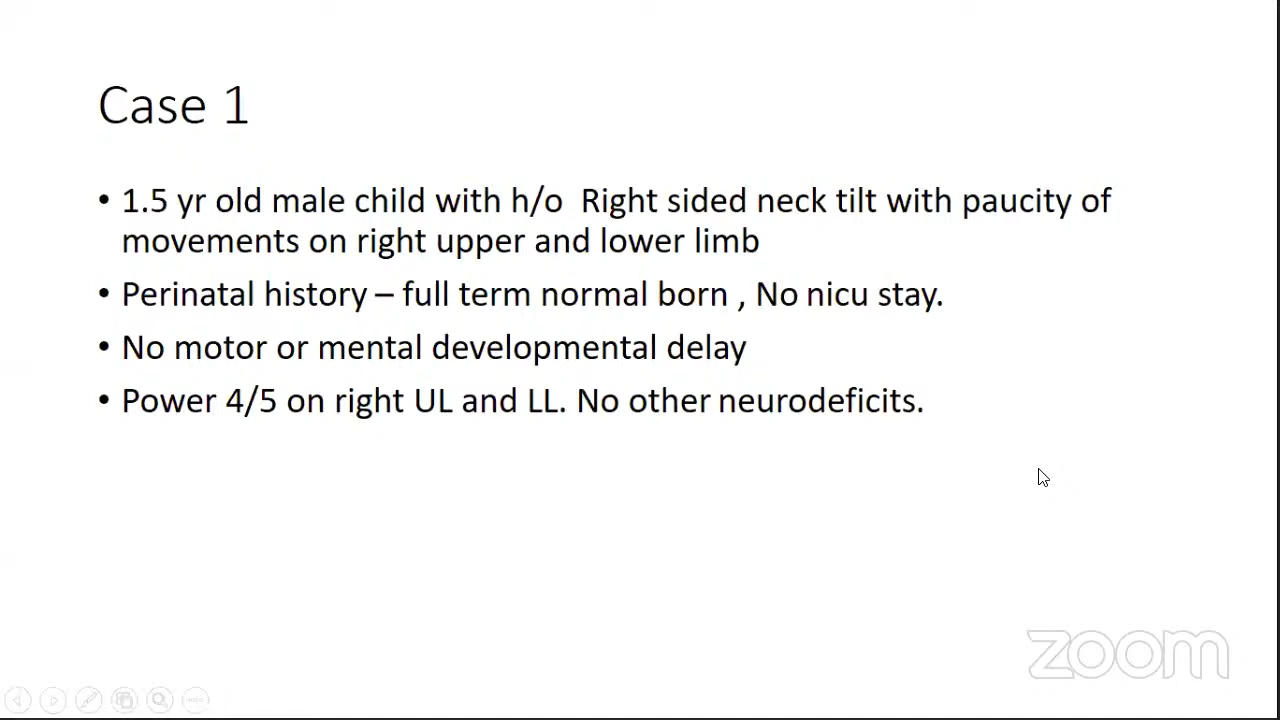 Case 1
• 1.5 yr old male child with h/o  Right sided neck tilt with paucity of
movements on right upper and lower limb
• Perinatal history – full term normal born , No nicu stay.
• No motor or mental developmental delay
• Power 4/5 on right UL and LL. No other neurodeficits.
zoom